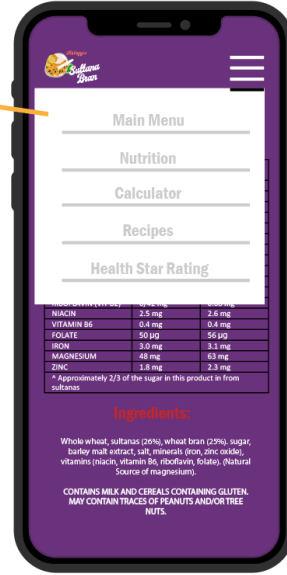 Kellogg's
Sultana
Bran
Main Menu
Nutrition
Calculator
Recipes
Health Star Rating
NIACIN 2.5 mg 2.6 mg
VITAMIN B6 0.4 mg 0.4 mg
FOLATE 50 µg 56 µg
IRON 3.0 mg 3.1 mg
MAGNESIUM 48 mg 63 mg
ZINC 1.8 mg 2.3 mg
^ Approximately 2/3 of the sugar in this product in from
sultanas
Ingredients:
Whole wheat, sultanas (26%), wheat bran (25%). sugar,
barley malt extract, salt, minerals (iron, zinc oxide),
vitamins (niacin, vitamin B6, riboflavin, folate). (Natural
Source of magnesium).
CONTAINS MILK AND CEREALS CONTAINING GLUTEN.
MAY CONTAIN TRACES OF PEANUTS AND/OR TREE
NUTS.